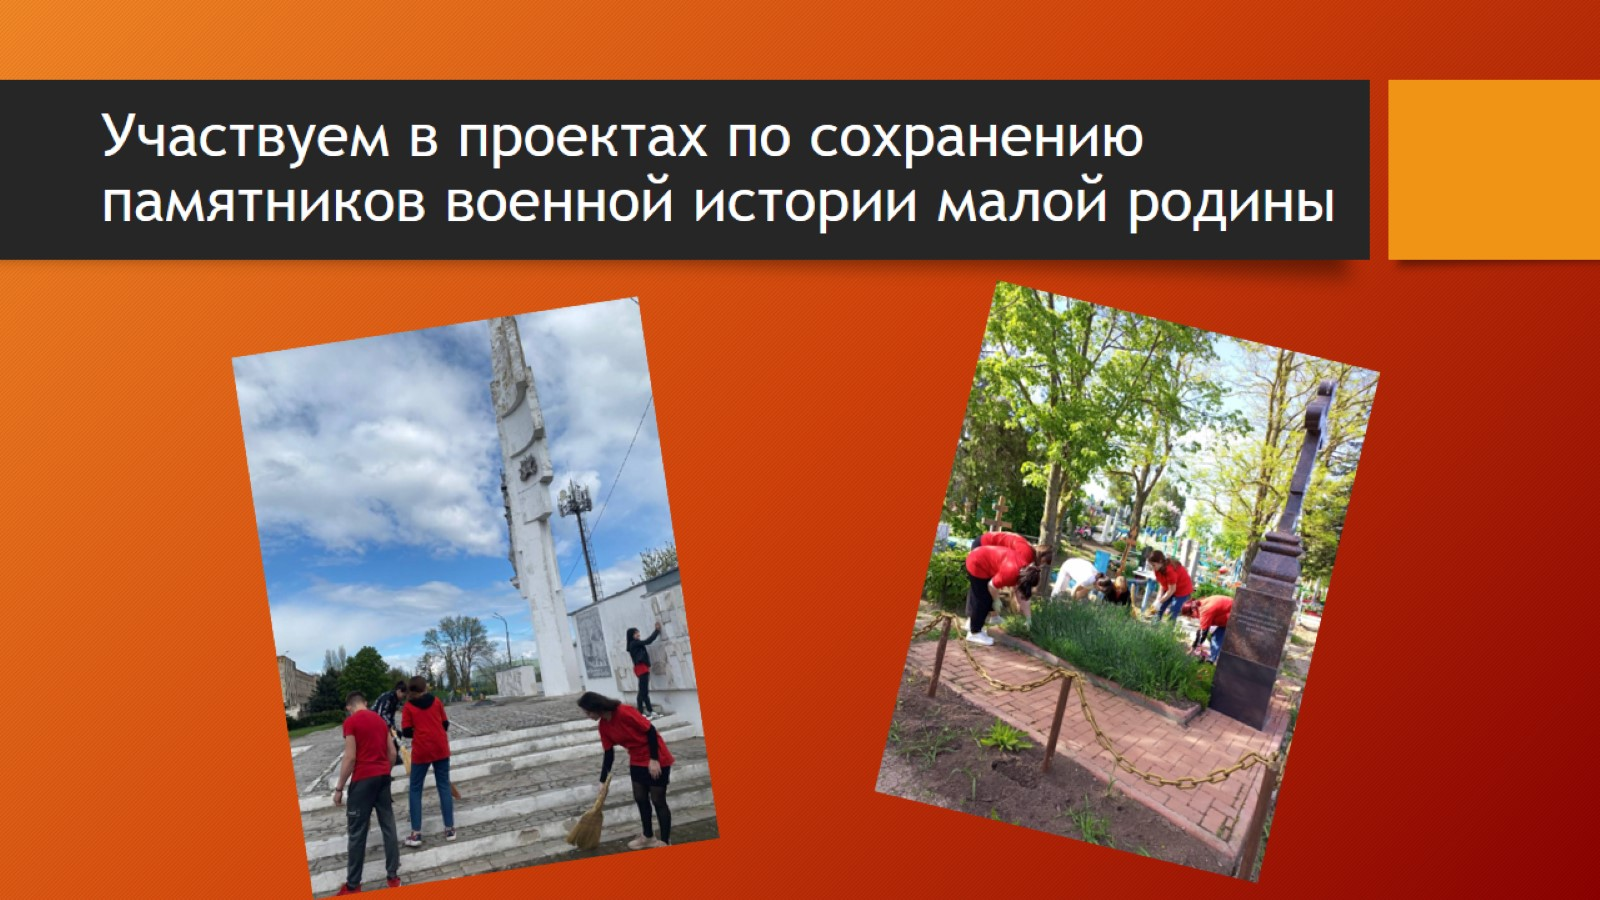 Участвуем в проектах по сохранению
памятников военной истории малой родины